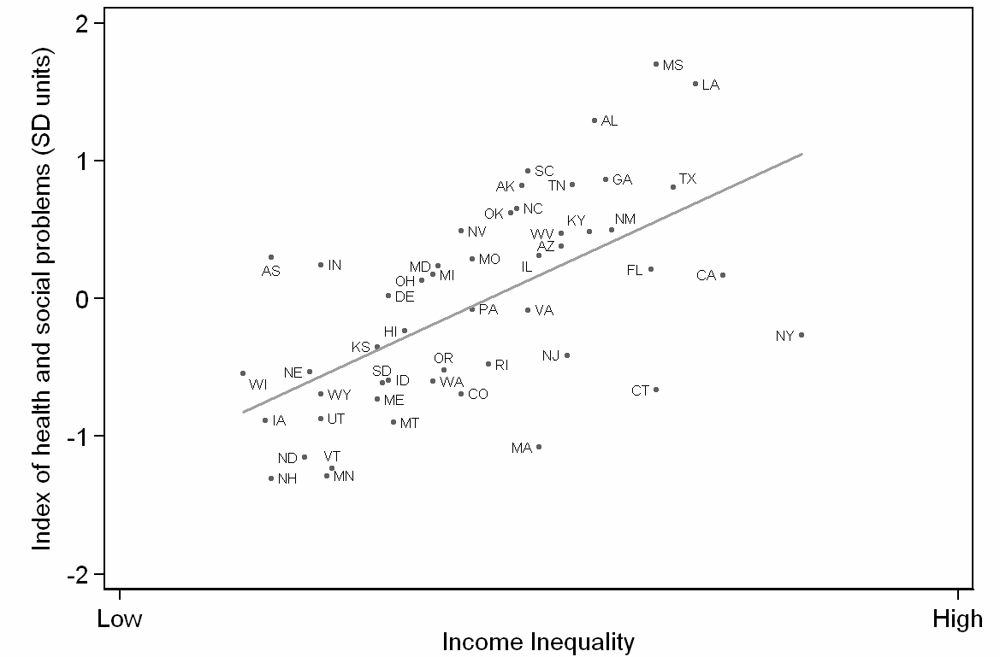 2
MS
LA
AL
1
SC
AK
TN
GA
TX
OK
NC
NV
KY
NM
WV
AZ
AS
IN
MO
MD
MI
IL
OH
FL
CA
0
DE
PA
VA
HI
NY
KS
OR
NJ
RI
WI
NE
SD
ID
WA
CT
WY
ME
CO
IA
UT
MT
-1
MA
ND
VT
NH
MN
-2
Low
High
Income Inequality
Index of health and social problems (SD units)